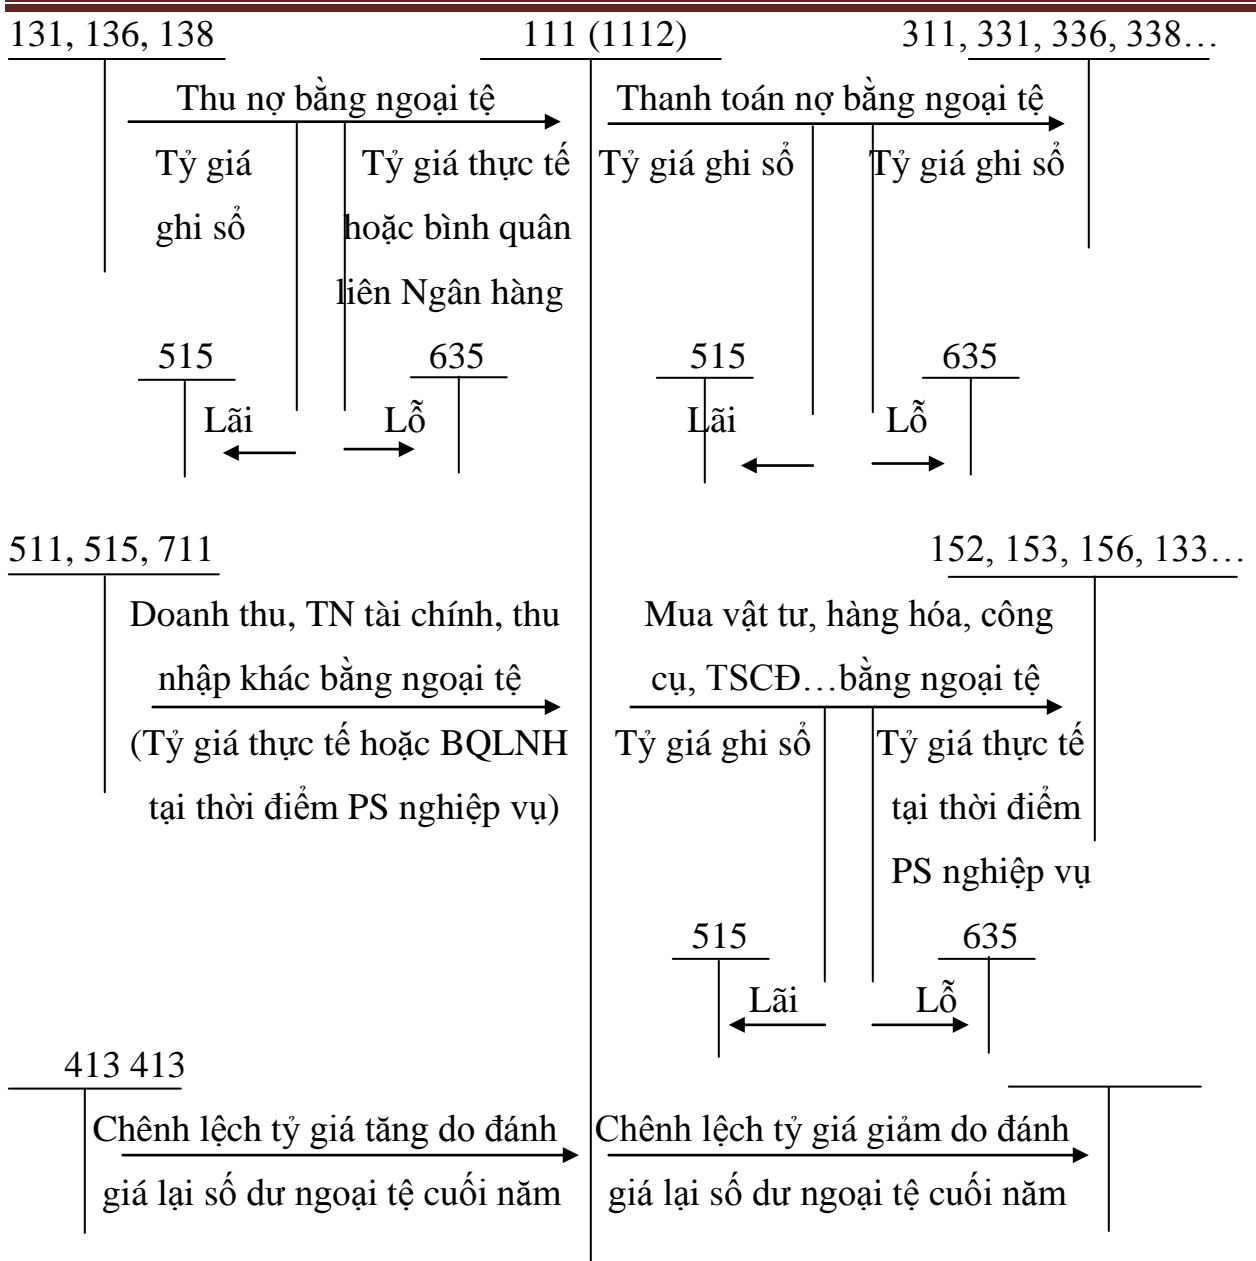 131, 136, 138 111 (1112) 311, 331, 336, 338…
Thu nợ bằng ngoại tệ Thanh toán nợ bằng ngoại tệ
Tỷ giá Tỷ giá thực tế Tỷ giá ghi sổ Tỷ giá ghi sổ
ghi sổ hoặc bình quân
liên Ngân hàng
515 635 515 635
Lãi Lỗ Lãi Lỗ
511, 515, 711 152, 153, 156, 133…
Doanh thu, TN tài chính, thu Mua vật tư, hàng hóa, công
nhập khác bằng ngoại tệ cụ, TSCĐ…bằng ngoại tệ
(Tỷ giá thực tế hoặc BQLNH Tỷ giá ghi sổ Tỷ giá thực tế
tại thời điểm PS nghiệp vụ) tại thời điểm
PS nghiệp vụ
515 635
Lãi Lỗ
413 413
Chênh lệch tỷ giá tăng do đánh Chênh lệch tỷ giá giảm do đánh
giá lại số dư ngoại tệ cuối năm giá lại số dư ngoại tệ cuối năm